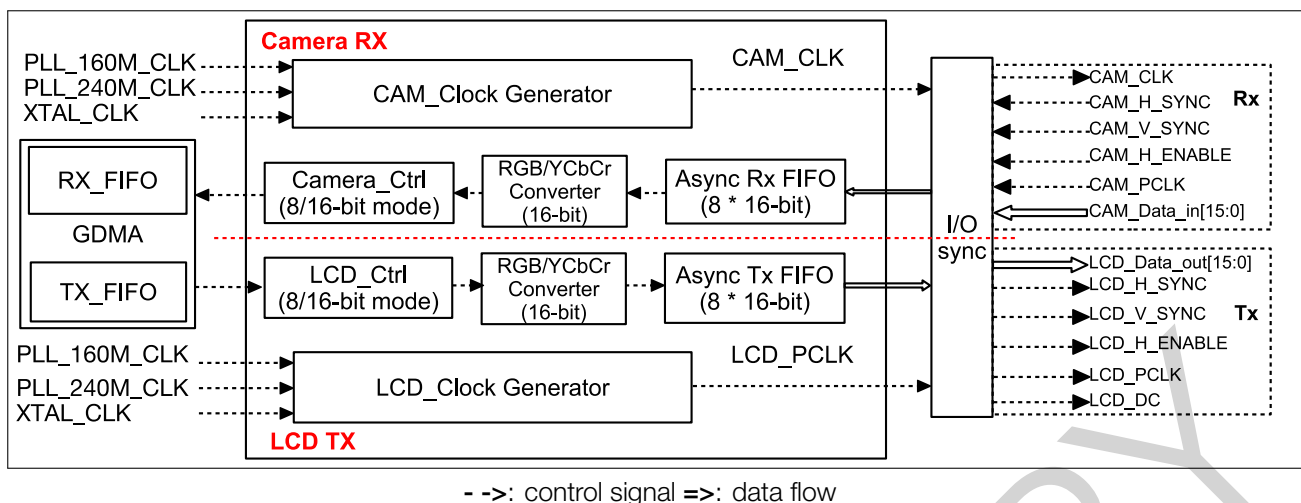 Camera RX
PLL_160M_CLK
PLL_240M_CLK
XTAL_CLK
CAM_Clock Generator
CAM_CLK
RX_FIFO
GDMA
TX_FIFO
Camera_Ctrl
(8/16-bit mode)
RGB/YCbCr
Converter
(16-bit)
Async Rx FIFO
(8 * 16-bit)
LCD_Ctrl
(8/16-bit mode)
RGB/YCbCr
Converter
(16-bit)
Async Tx FIFO
(8 * 16-bit)
PLL_160M_CLK
PLL_240M_CLK
XTAL_CLK
LCD_Clock Generator
LCD_PCLK
LCD TX
I/O
sync
CAM_CLK
CAM_H_SYNC
Rx
CAM_V_SYNC
CAM_H_ENABLE
CAM_PCLK
CAM_Data_in[15:0]
LCD_Data_out[15:0]
LCD_H_SYNC
LCD_V_SYNC
Tx
LCD_H_ENABLE
LCD_PCLK
LCD_DC
- ->: control signal =>: data flow